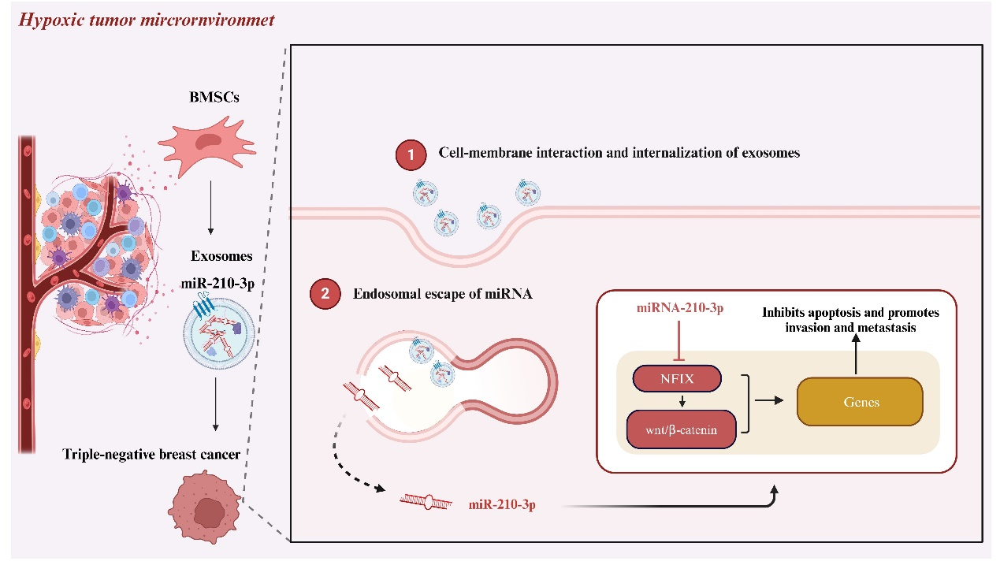 Hypoxic tumor mircrornvironmet
BMSCs
Exosomes
miR-210-3p
Triple-negative breast cancer
1
Cell-membrane interaction and internalization of exosomes
2
Endosomal escape of miRNA
miR-210-3p
miRNA-210-3p
NFIX
wnt/β-catenin
Genes
Inhibits apoptosis and promotes
invasion and metastasis